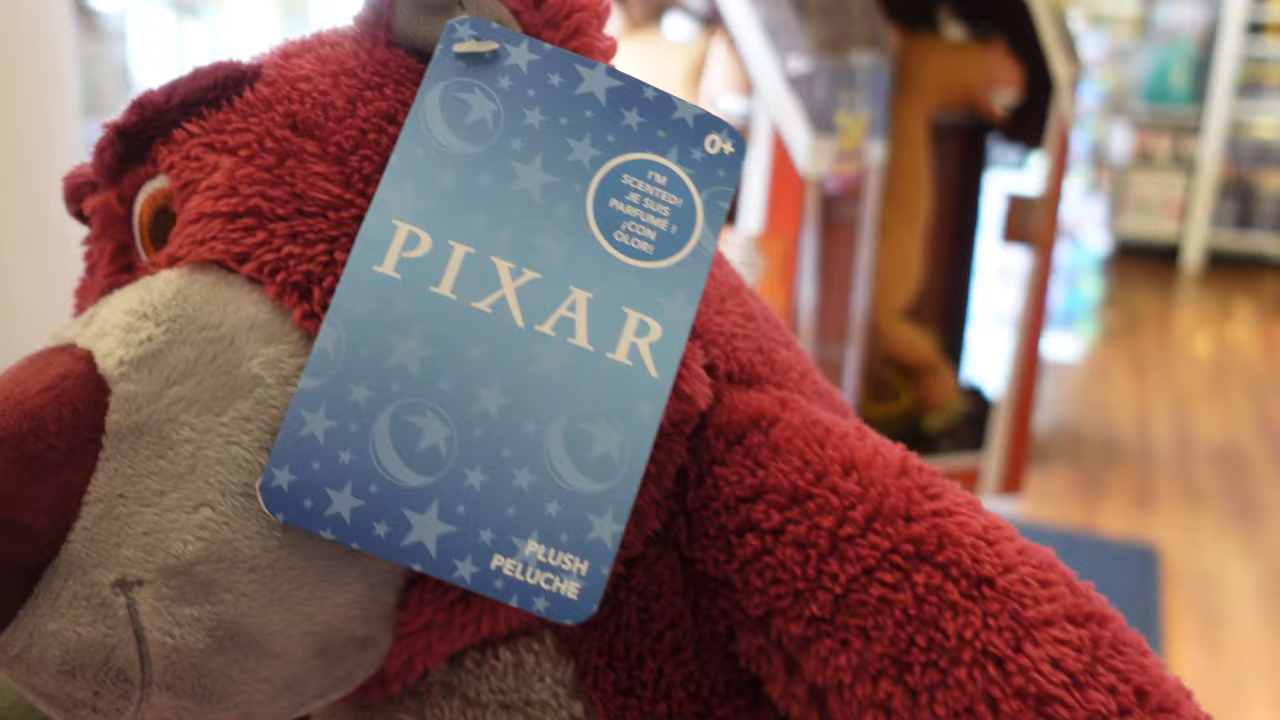 0+
I'M
SCENTED!
JE SUIS
PARFUMÉ !
¡CON
OLOR!
PIXAR
PLUSH
PELUCHE